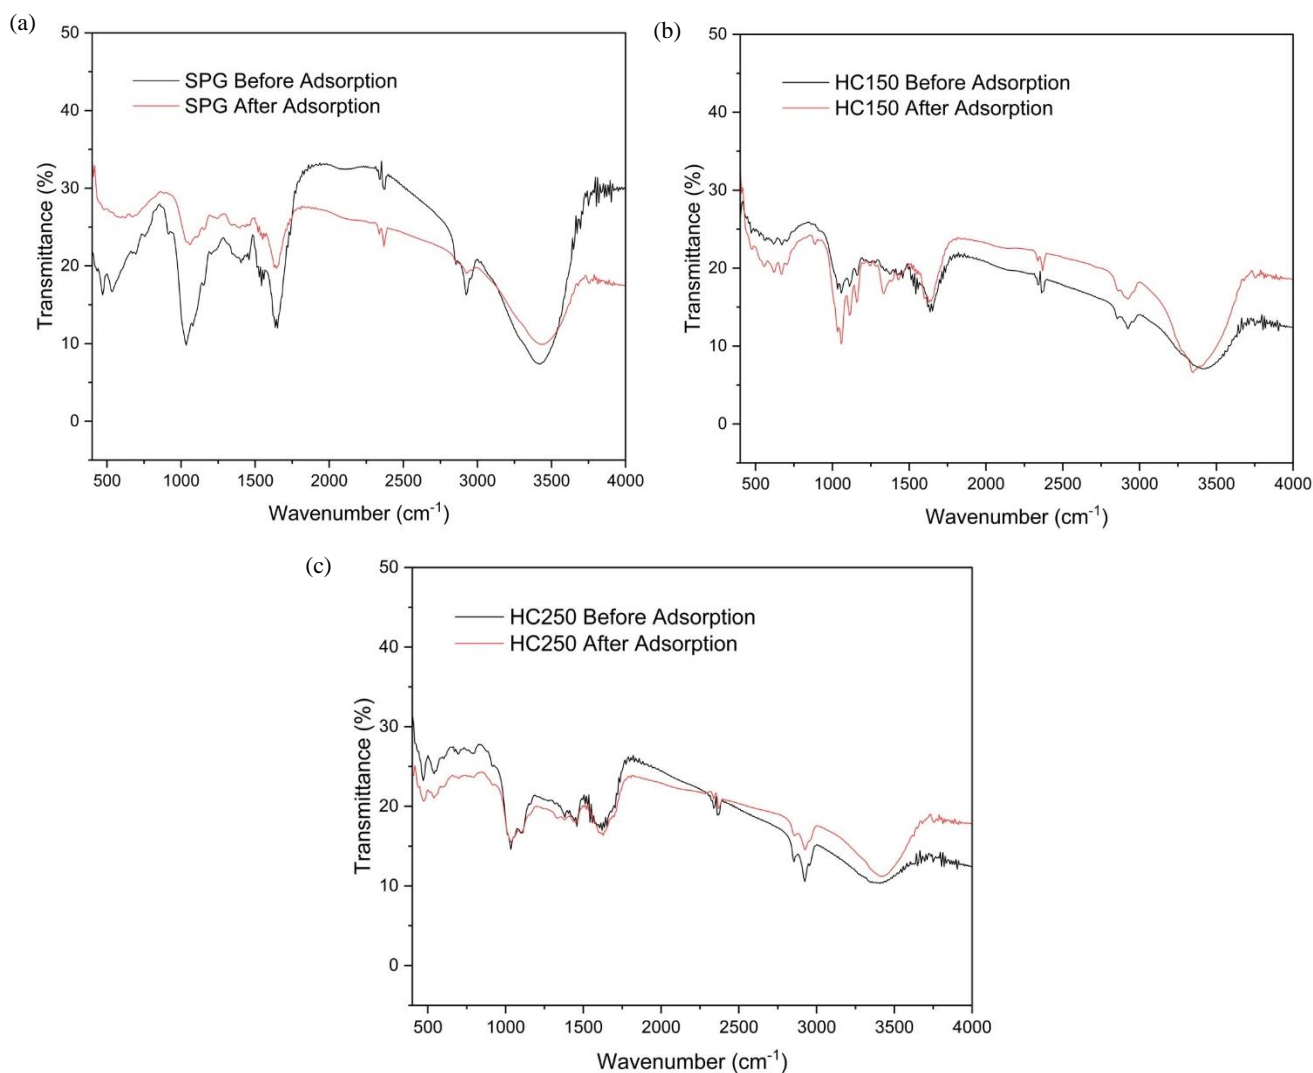 (a)
50
40
30
20
10
0
Transmittance (%)
SPG Before Adsorption
SPG After Adsorption
500 1000 1500 2000 2500 3000 3500 4000
Wavenumber (cm⁻¹)
(b)
50
40
30
20
10
0
Transmittance (%)
HC150 Before Adsorption
HC150 After Adsorption
500 1000 1500 2000 2500 3000 3500 4000
Wavenumber (cm⁻¹)
(c)
50
40
30
20
10
0
Transmittance (%)
HC250 Before Adsorption
HC250 After Adsorption
500 1000 1500 2000 2500 3000 3500 4000
Wavenumber (cm⁻¹)